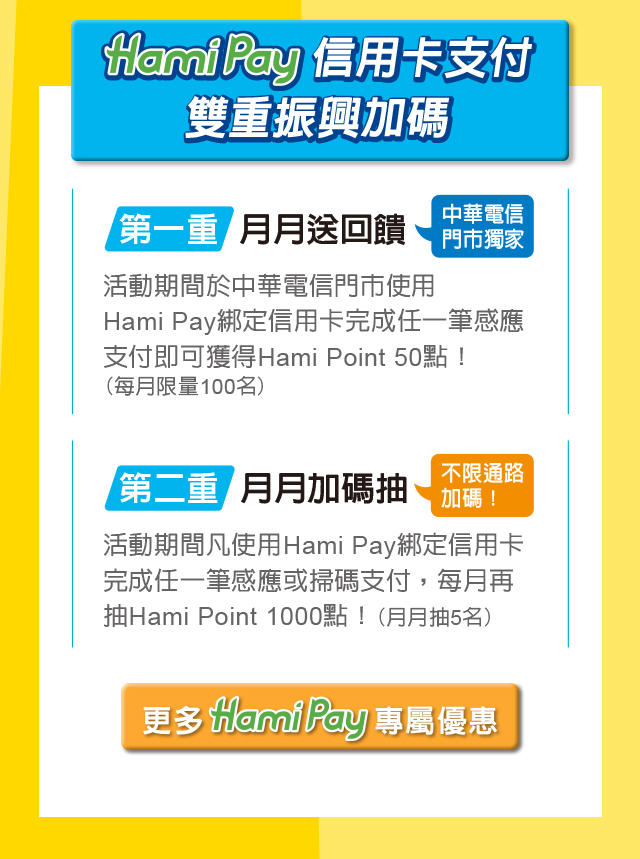 Hami Pay 信用卡支付
雙重振興加碼
第一重 月月送回饋
中華電信
門市獨家
活動期間於中華電信門市使用
Hami Pay綁定信用卡完成任一筆感應
支付即可獲得Hami Point 50點！
（每月限量100名）
第二重 月月加碼抽
不限通路
加碼！
活動期間凡使用Hami Pay綁定信用卡
完成任一筆感應或掃碼支付，每月再
抽Hami Point 1000點！（月月抽5名）
更多 Hami Pay 專屬優惠